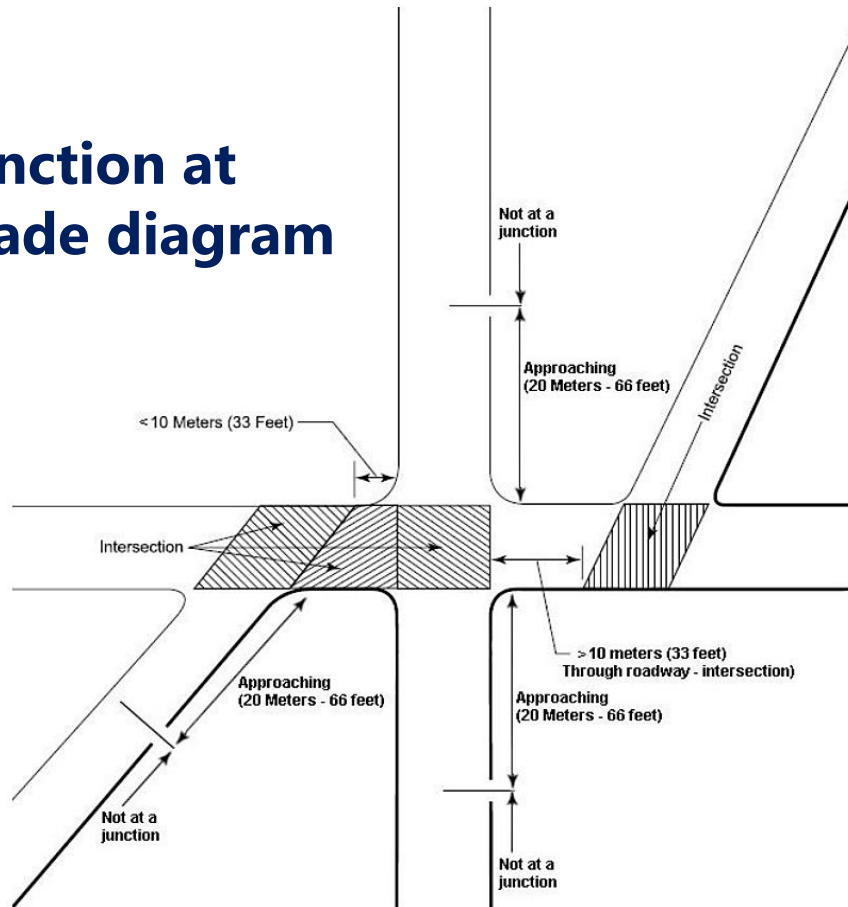 nction at
ade diagram
Not at a
junction
Approaching
(20 Meters - 66 feet)
Intersection
<10 Meters (33 Feet)
Intersection
>10 meters (33 feet)
Through roadway - intersection)
Approaching
(20 Meters - 66 feet)
Approaching
(20 Meters - 66 feet)
Not at a
junction
Not at a
junction